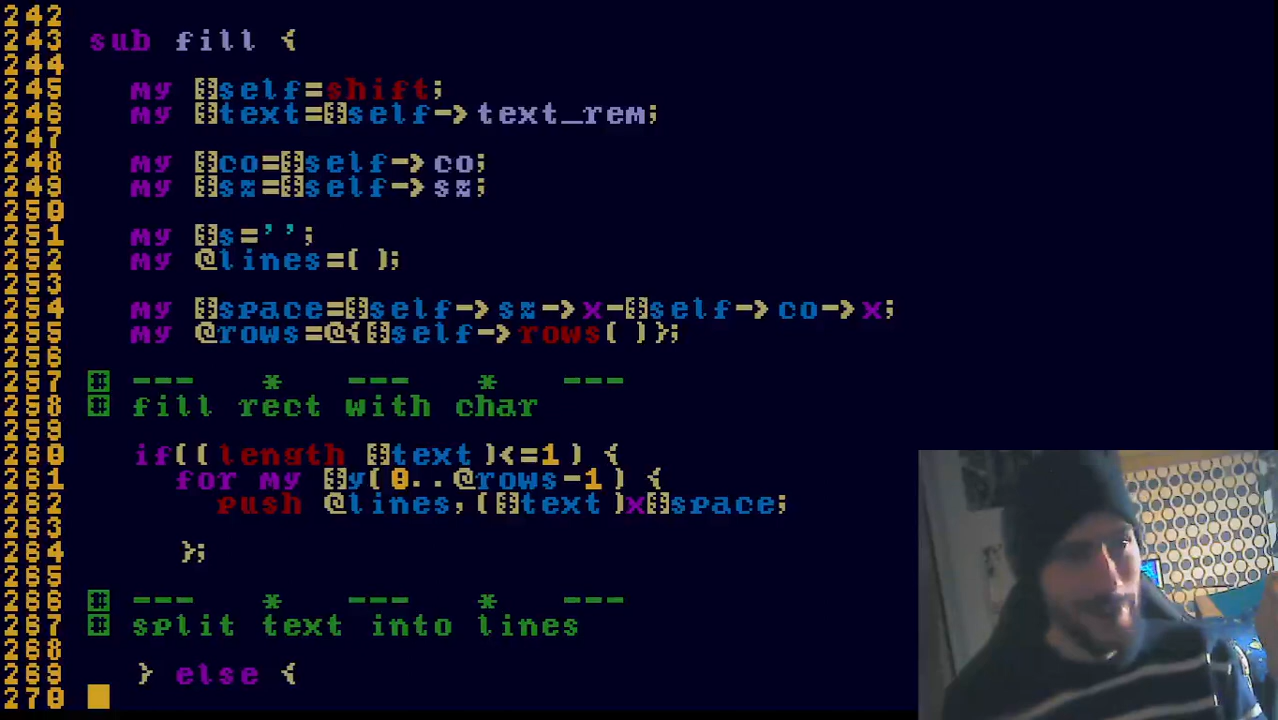 242
243 sub fill {
244
245 my $self=shift;
246 my $text=$self->text_rem;
247
248 my $co=$self->co;
249 my $sz=$self->sz;
250
251 my $s='';
252 my @lines=( );
253
254 my $space=$self->sz->x-$self->co->x;
255 my @rows=@{$self->rows( )};
256
257 # --- * --- * ---
258 # fill rect with char
259
260 if(( length $text )<=1 ) {
261 for my $y( 0..@rows-1 ) {
262 push @lines,($text )x$space;
263
264 };
265
266 # --- * --- * ---
267 # split text into lines
268
269 } else {
270